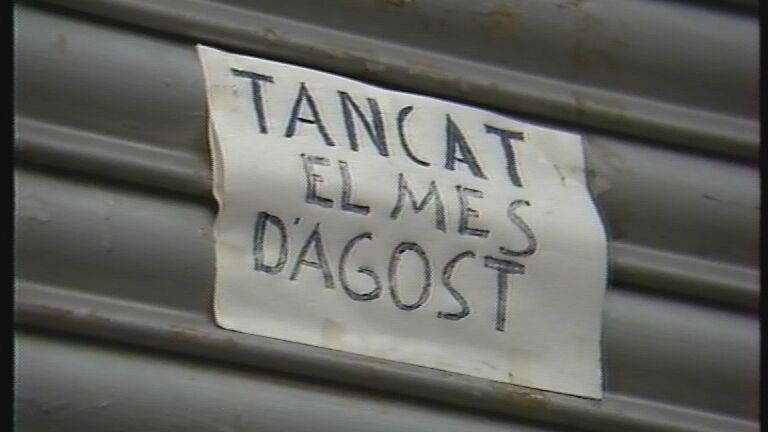 TANCAT
EL MES
D'AGOST